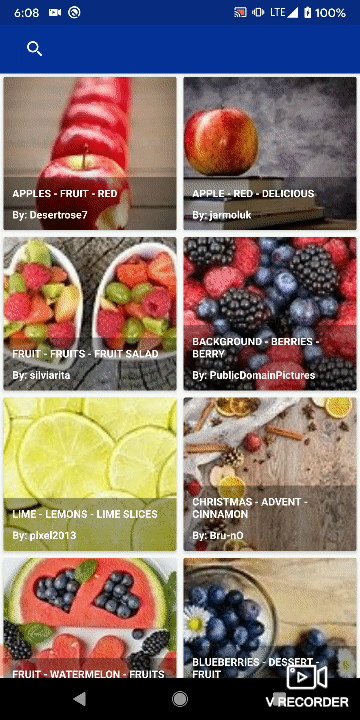 6:08 LTE 100%
APPLES - FRUIT - RED
By: Desertrose7
APPLE - RED - DELICIOUS
By: jarmoluk
FRUIT - FRUITS - FRUIT SALAD
By: silviarita
BACKGROUND - BERRIES -
BERRY
By: PublicDomainPictures
LIME - LEMONS - LIME SLICES
By: pixel2013
CHRISTMAS - ADVENT -
CINNAMON
By: Bru-nO
FRUIT - WATERMELON - FRUITS
BLUEBERRIES - DESSERT -
FRUIT
V RECORDER